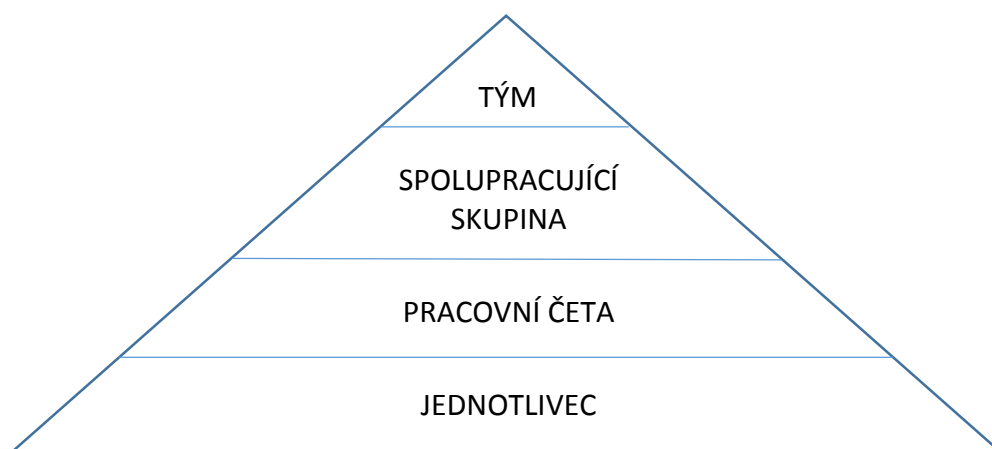 TÝM
SPOLUPRACUJÍCÍ
SKUPINA
PRACOVNÍ ČETA
JEDNOTLIVEC